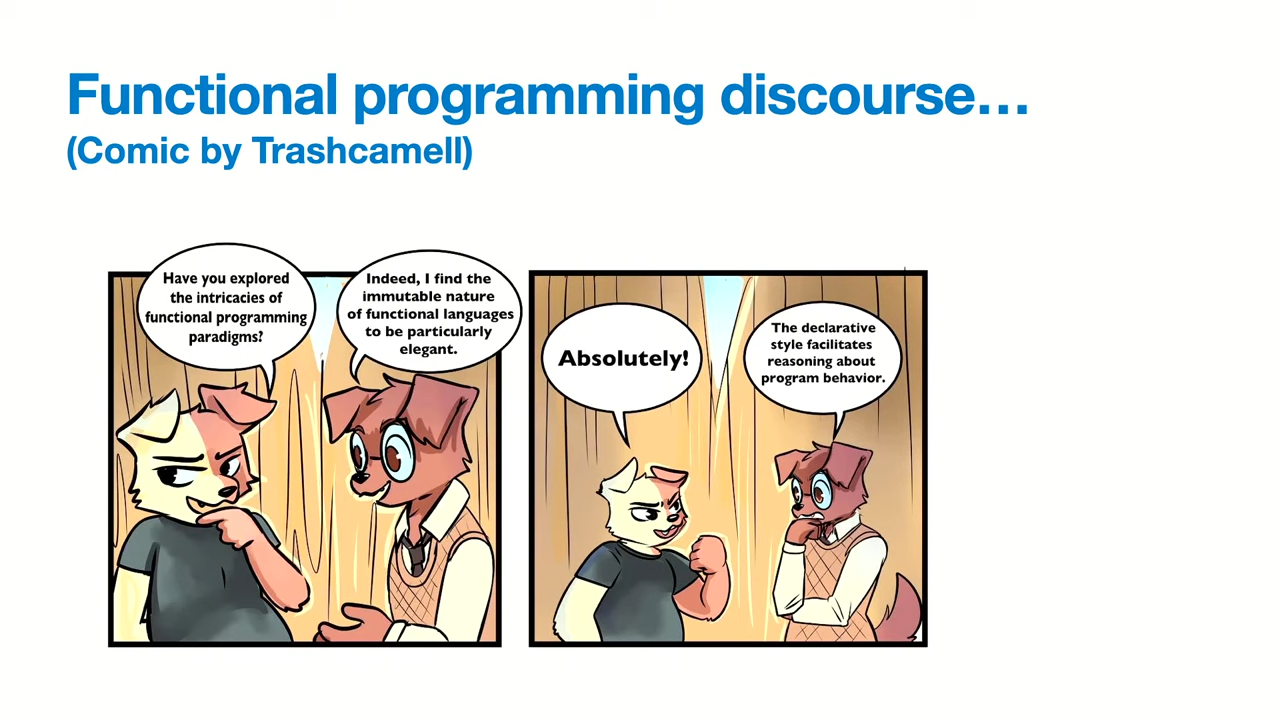 Functional programming discourse…
(Comic by Trashcamell)
Have you explored
the intricacies of
functional programming
paradigms?
Indeed, I find the
immutable nature
of functional languages
to be particularly
elegant.
Absolutely!
The declarative
style facilitates
reasoning about
program behavior.